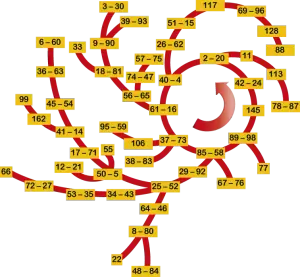 3 – 30
117
69 – 96
39 – 93
51 – 15
128
6 – 60
33
9 – 90
26 – 62
88
57 – 75
2 – 20
11
36 – 63
18 – 81
74 – 47
40 – 4
113
42 – 24
99
45 – 54
56 – 65
61 – 16
145
78 – 87
162
41 – 14
95 – 59
106
37 – 73
89 – 98
17 – 71
55
38 – 83
85 – 58
66
12 – 21
50 – 5
29 – 92
77
72 – 27
53 – 35
34 – 43
25 – 52
67 – 76
64 – 46
8 – 80
22
48 – 84